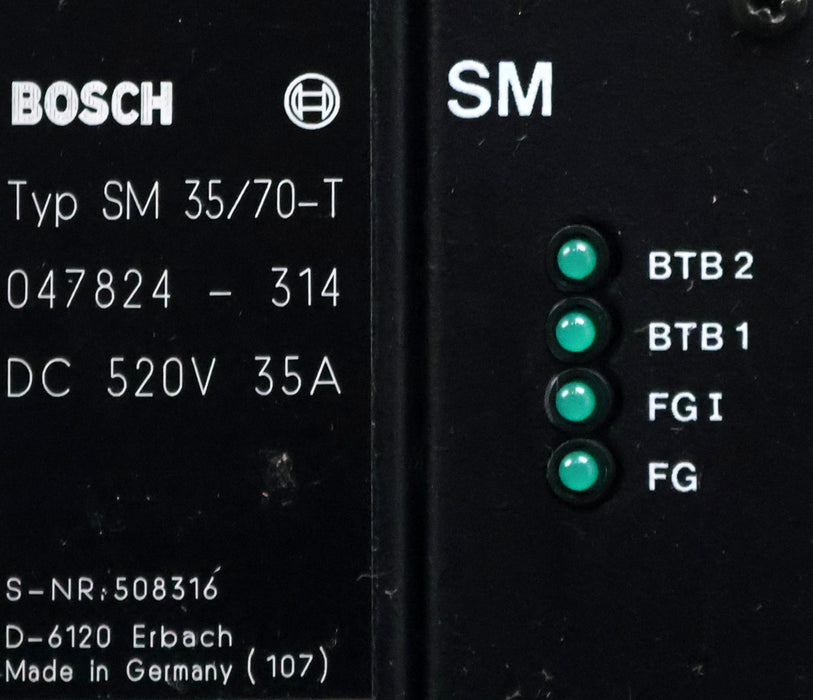 BOSCH
Typ SM 35/70-T
047824 - 314
DC 520V 35A
S-NR:508316
D-6120 Erbach
Made in Germany (107)
SM
BTB 2
BTB 1
FG I
FG